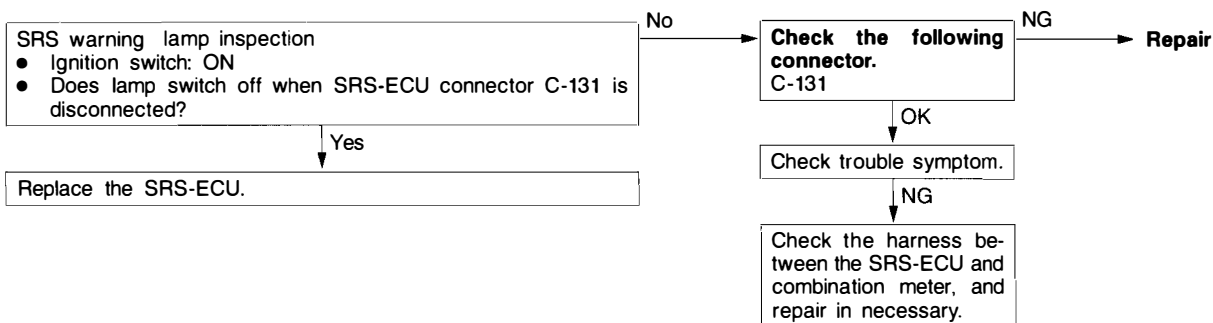 SRS warning lamp inspection
● Ignition switch: ON
● Does lamp switch off when SRS-ECU connector C-131 is
disconnected?
No
Check the following
connector.
C-131
NG
Repair
Yes
Replace the SRS-ECU.
OK
Check trouble symptom.
NG
Check the harness be-
tween the SRS-ECU and
combination meter, and
repair in necessary.